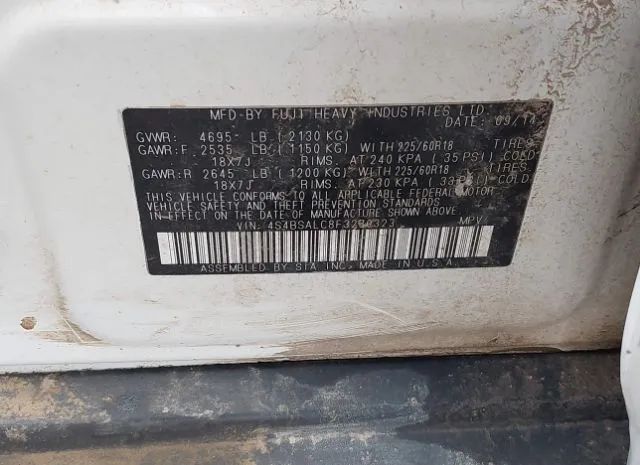 MFD-BY FUJI HEAVY INDUSTRIES LTD.
DATE: 09/14
GVWR: 4695 LB (2130 KG)
GAWR:F 2535 LB (1150 KG) WITH 225/60R18 TIRES
18X7J RIMS, AT 240 KPA (35 PSI) COLD
GAWR:R 2645 LB (1200 KG) WITH 225/60R18 TIRES
18X7J RIMS, AT 230 KPA (33 PSI) COLD
THIS VEHICLE CONFORMS TO ALL APPLICABLE FEDERAL MOTOR
VEHICLE SAFETY AND THEFT PREVENTION STANDARDS
IN EFFECT ON THE DATE OF MANUFACTURE SHOWN ABOVE.
VIN: MPV
ASSEMBLED BY SIA INC. MADE IN U.S.A.